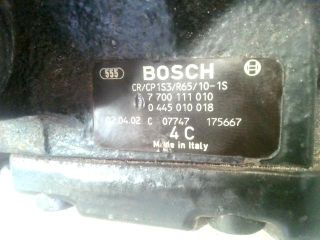 555 BOSCH
CR/CP1S3/R65/10-1S
7 700 111 010
0 445 010 018
02.04.02 C 07747 175667
4 C
Made in Italy